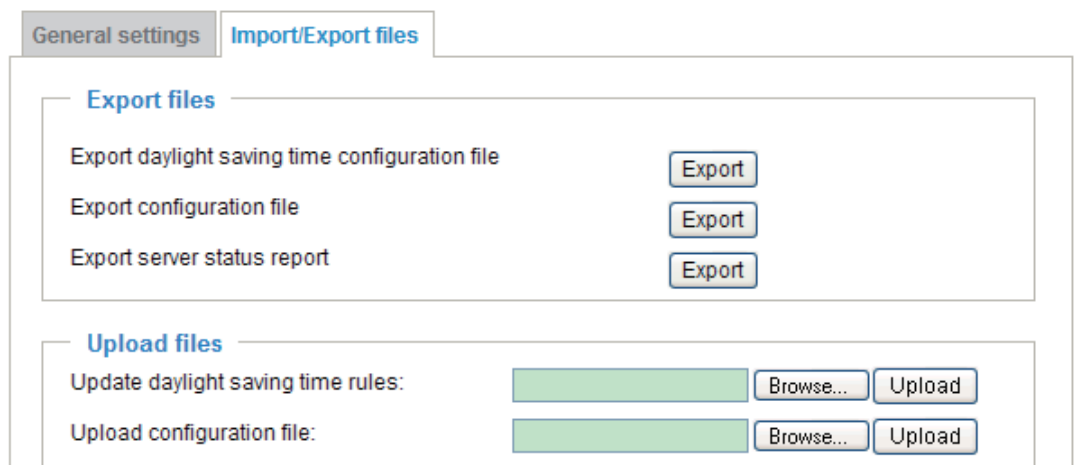 General settings Import/Export files
Export files
Export daylight saving time configuration file Export
Export configuration file Export
Export server status report Export
Upload files
Update daylight saving time rules: Browse... Upload
Upload configuration file: Browse... Upload